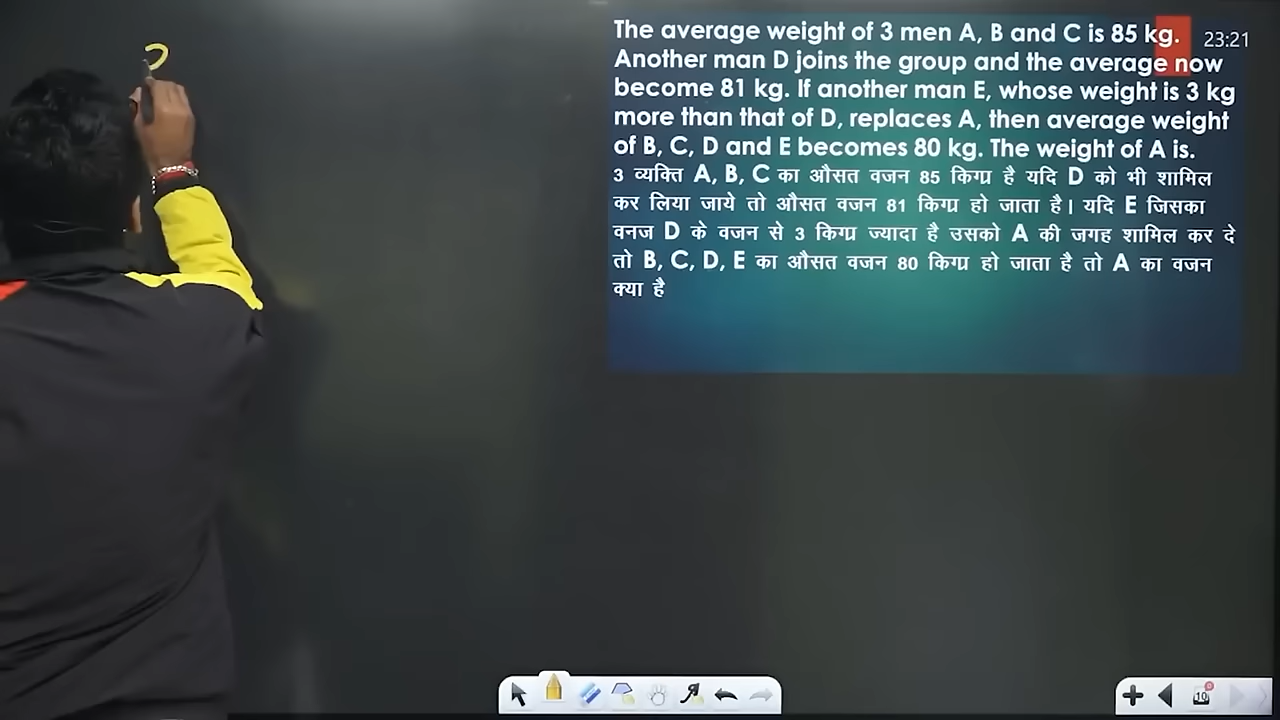 The average weight of 3 men A, B and C is 85 kg.
23:21
Another man D joins the group and the average now
become 81 kg. If another man E, whose weight is 3 kg
more than that of D, replaces A, then average weight
of B, C, D and E becomes 80 kg. The weight of A is.
3 व्यक्ति A, B, C का औसत वजन 85 किग्रा है यदि D को भी शामिल
कर लिया जाये तो औसत वजन 81 किग्रा हो जाता है। यदि E जिसका
वनज D के वजन से 3 किग्रा ज्यादा है उसको A की जगह शामिल कर दे
तो B, C, D, E का औसत वजन 80 किग्रा हो जाता है तो A का वजन
क्या है
10